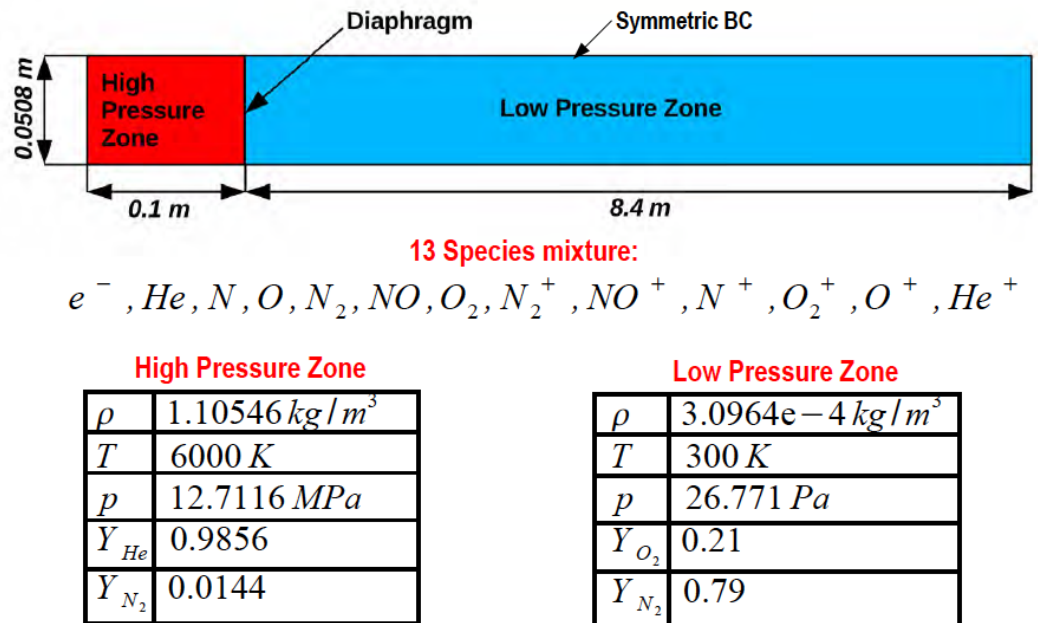 Diaphragm
Symmetric BC
0.0508 m
High
Pressure
Zone
Low Pressure Zone
0.1 m
8.4 m
13 Species mixture:
e⁻ , He , N , O , N₂ , NO , O₂ , N₂⁺ , NO⁺ , N⁺ , O₂⁺ , O⁺ , He⁺
High Pressure Zone
ρ 1.10546 kg/m³
T 6000 K
p 12.7116 MPa
Y_He 0.9856
Y_N₂ 0.0144
Low Pressure Zone
ρ 3.0964e−4 kg/m³
T 300 K
p 26.771 Pa
Y_O₂ 0.21
Y_N₂ 0.79